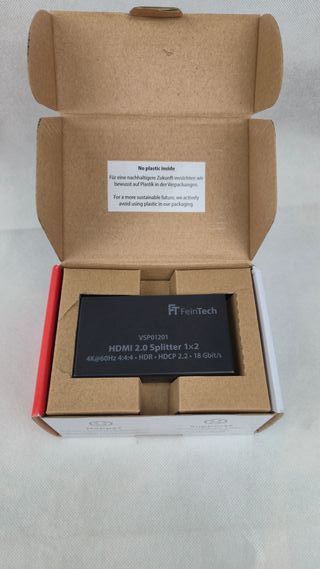 No plastic inside
Für eine nachhaltigere Zukunft verzichten wir
bewusst auf Plastik in der Verpackungen.
For a more sustainable future, we actively
avoid using plastic in our packaging
FT FeinTech
VSP01201
HDMI 2.0 Splitter 1×2
4K@60Hz 4:4:4 • HDR • HDCP 2.2 • 18 Gbit/s